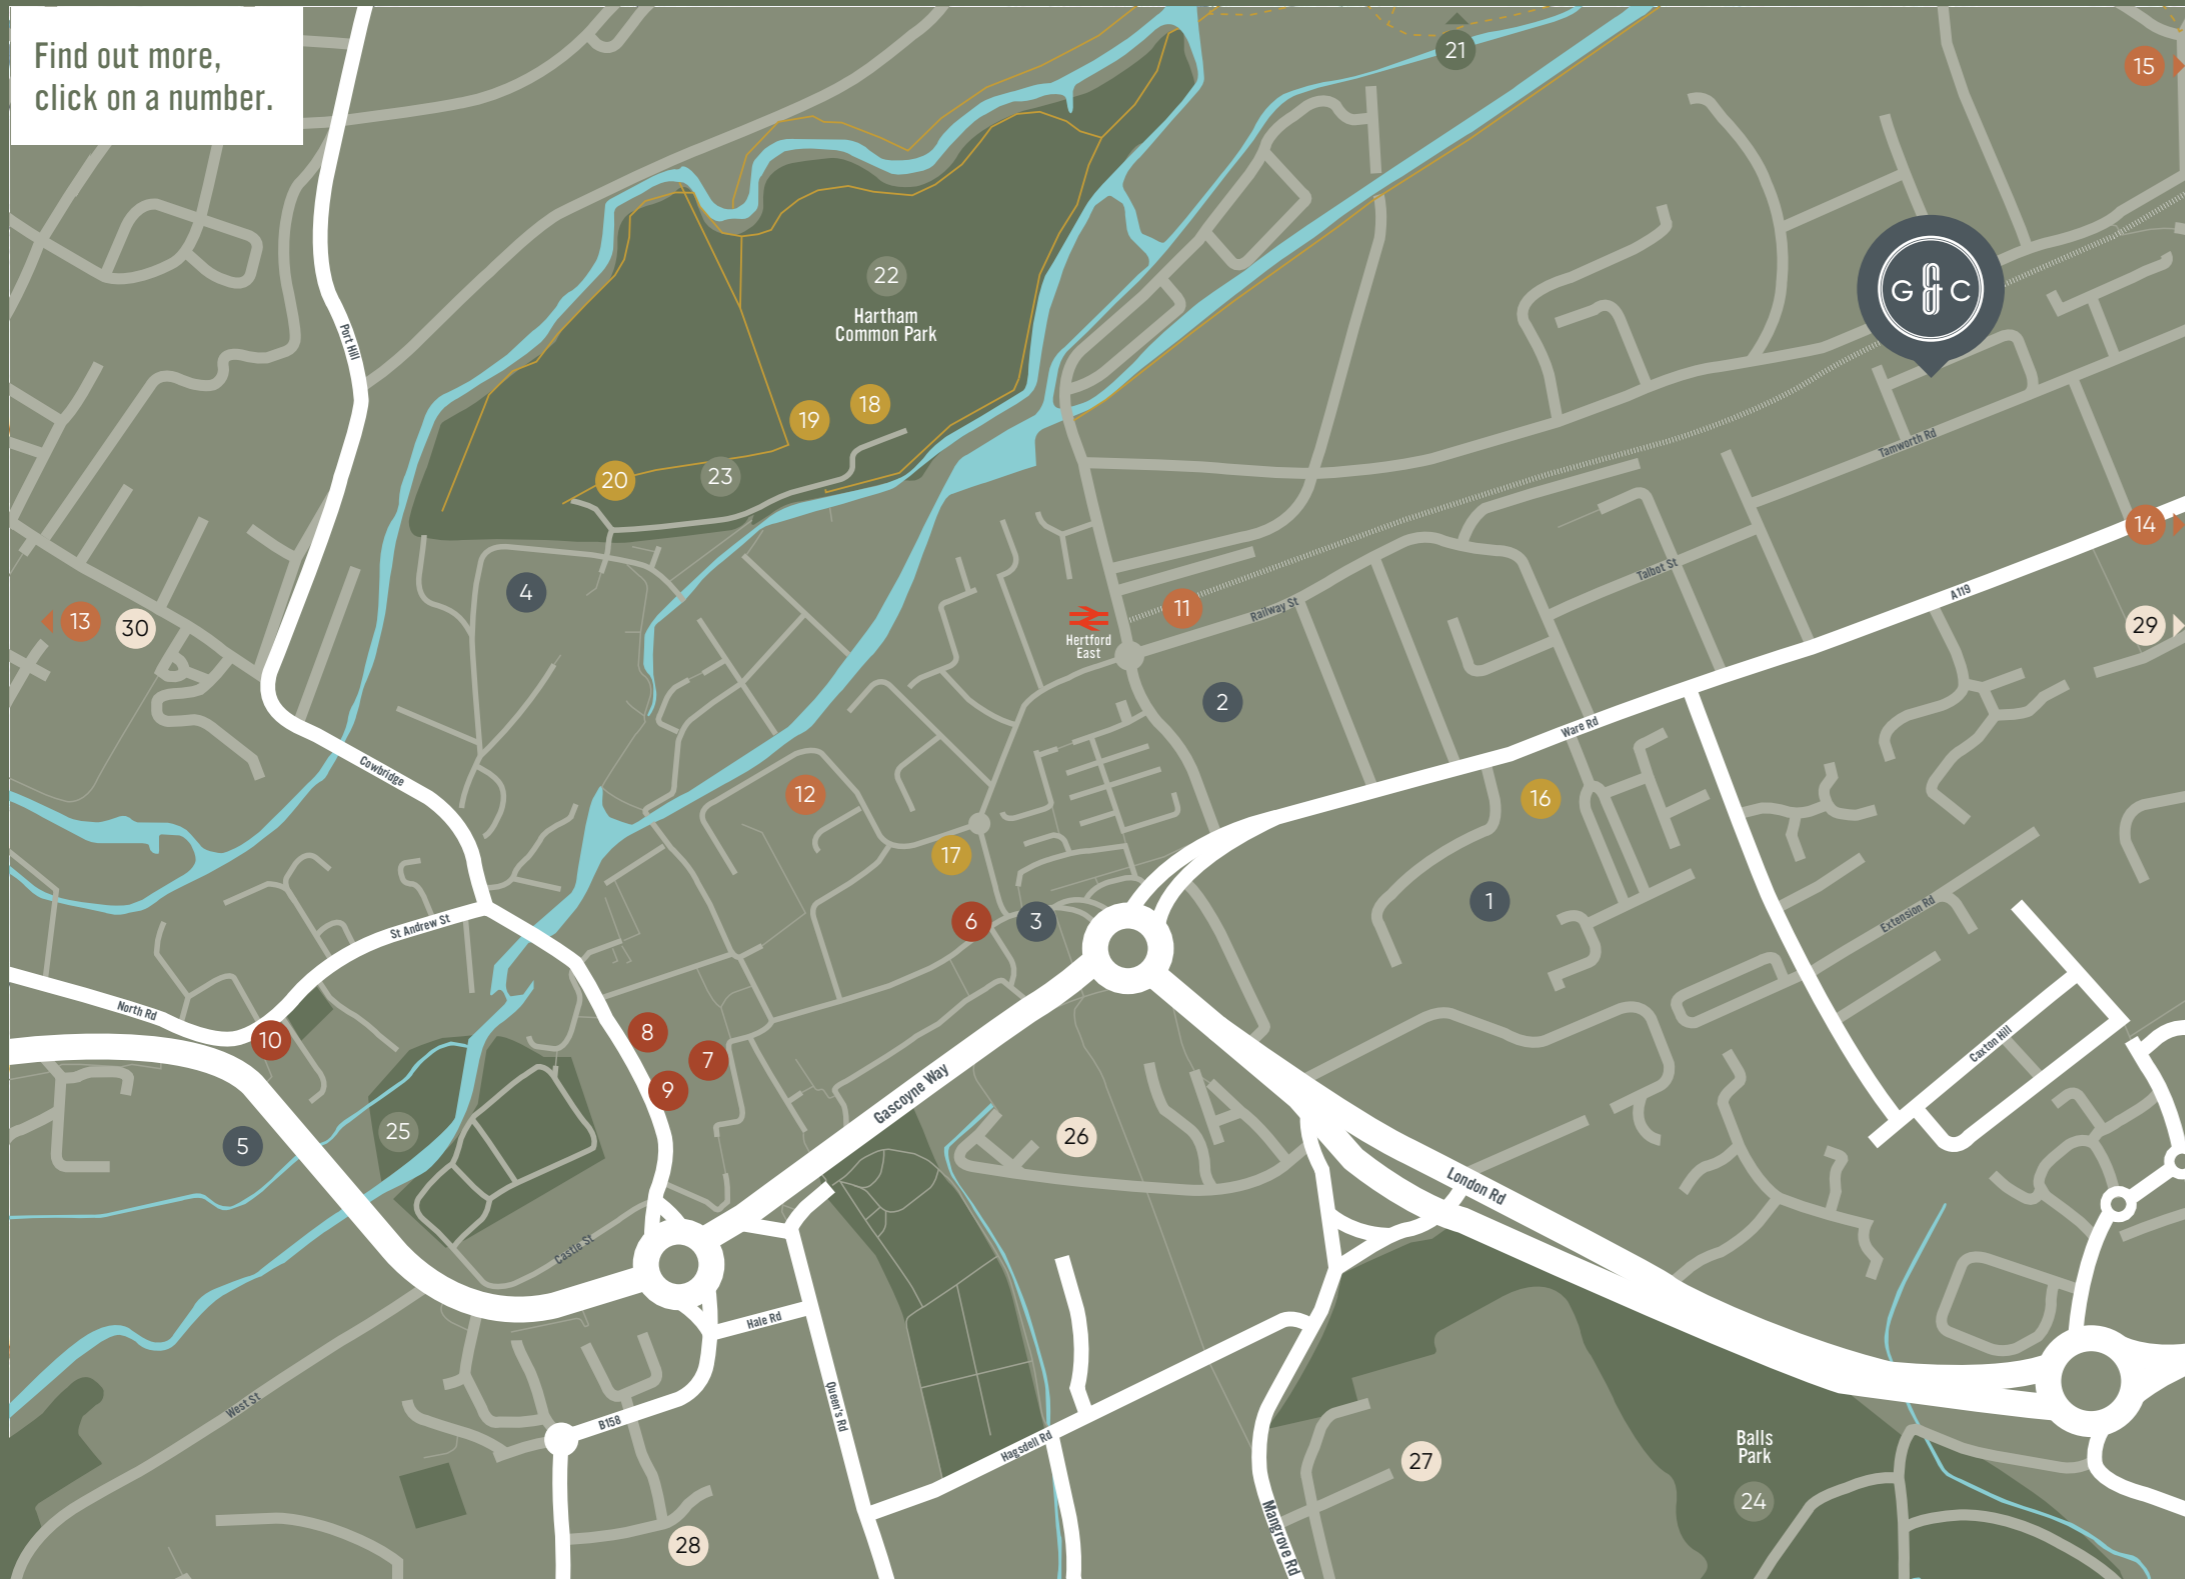 Find out more,
click on a number.
21
15
Port Hill
22
Hartham
Common Park
G & C
18
19
20
23
Tamworth Rd
14
4
13
30
11
Railway St
Hertford
East
Talbot St
A119
29
2
Ware Rd
Cowbridge
12
16
17
1
6
3
St Andrew St
Extension Rd
North Rd
10
8
7
9
Caxton Hill
Gascoyne Way
25
5
26
London Rd
Castle St
Hale Rd
West St
B158
Queen's Rd
Hagsdell Rd
27
Balls
Park
24
Mangrove Rd
28